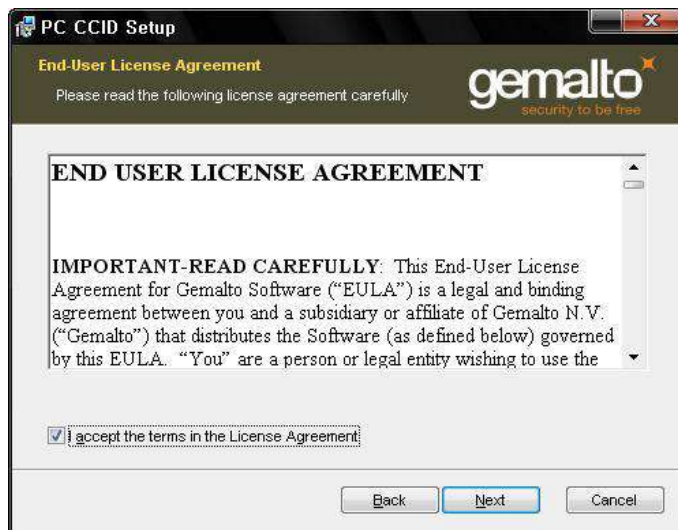 PC CCID Setup
End-User License Agreement
Please read the following license agreement carefully
gemalto
security to be free
END USER LICENSE AGREEMENT
IMPORTANT-READ CAREFULLY: This End-User License
Agreement for Gemalto Software (“EULA”) is a legal and binding
agreement between you and a subsidiary or affiliate of Gemalto N.V.
(“Gemalto”) that distributes the Software (as defined below) governed
by this EULA. “You” are a person or legal entity wishing to use the
I accept the terms in the License Agreement
Back
Next
Cancel